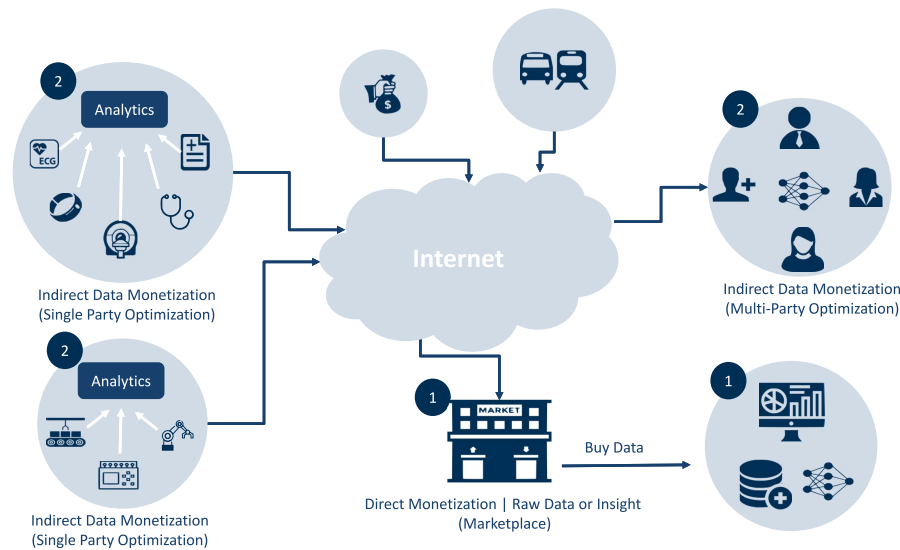 2
Analytics
ECG
Indirect Data Monetization
(Single Party Optimization)
$
Internet
2
Indirect Data Monetization
(Multi-Party Optimization)
2
Analytics
Indirect Data Monetization
(Single Party Optimization)
1
MARKET
Direct Monetization | Raw Data or Insight
(Marketplace)
Buy Data
1